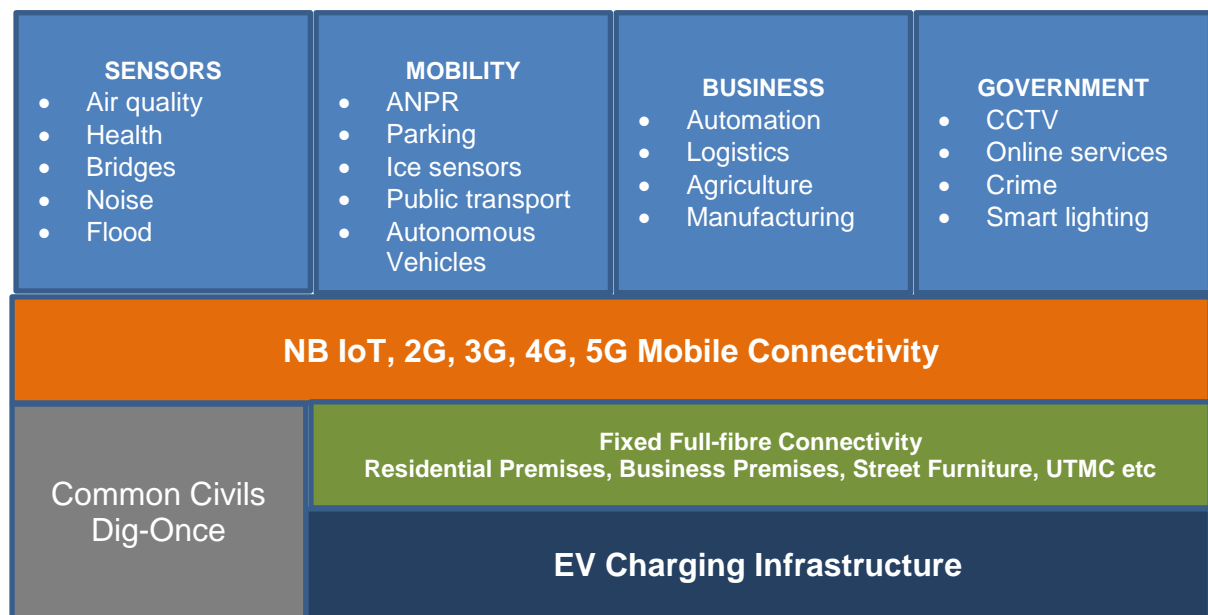 SENSORS
• Air quality
• Health
• Bridges
• Noise
• Flood
MOBILITY
• ANPR
• Parking
• Ice sensors
• Public transport
• Autonomous
Vehicles
BUSINESS
• Automation
• Logistics
• Agriculture
• Manufacturing
GOVERNMENT
• CCTV
• Online services
• Crime
• Smart lighting
NB IoT, 2G, 3G, 4G, 5G Mobile Connectivity
Common Civils
Dig-Once
Fixed Full-fibre Connectivity
Residential Premises, Business Premises, Street Furniture, UTMC etc
EV Charging Infrastructure